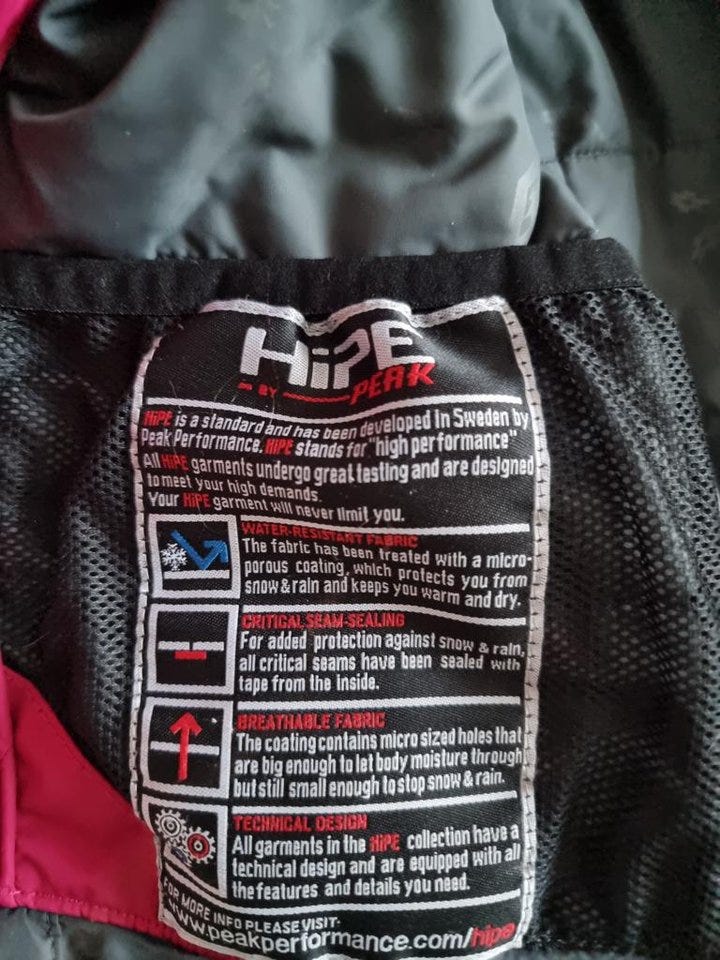 HiPE
BY PEAK
HiPE is a standard and has been developed in Sweden by
Peak Performance. HiPE stands for "high performance"
All HiPE garments undergo great testing and are designed
to meet your high demands.
Your HiPE garment will never limit you.
WATER-RESISTANT FABRIC
The fabric has been treated with a micro-
porous coating, which protects you from
snow & rain and keeps you warm and dry.
CRITICAL SEAM-SEALING
For added protection against snow & rain,
all critical seams have been sealed with
tape from the inside.
BREATHABLE FABRIC
The coating contains micro sized holes that
are big enough to let body moisture through
but still small enough to stop snow & rain.
TECHNICAL DESIGN
All garments in the HiPE collection have a
technical design and are equipped with all
the features and details you need.
FOR MORE INFO PLEASE VISIT:
www.peakperformance.com/hipe